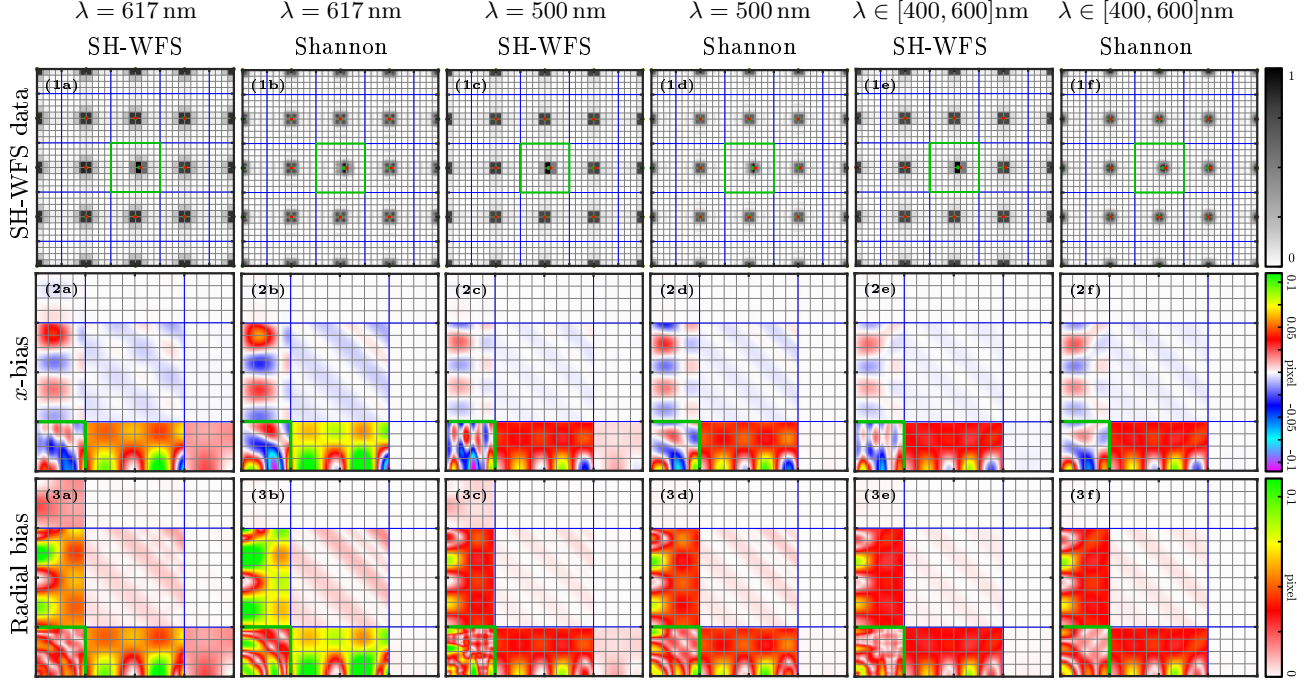 λ = 617 nm λ = 617 nm λ = 500 nm λ = 500 nm λ ∈ [400, 600]nm λ ∈ [400, 600]nm
SH-WFS Shannon SH-WFS Shannon SH-WFS Shannon
SH-WFS data
(1a) (1b) (1c) (1d) (1e) (1f)
1
0
x-bias
(2a) (2b) (2c) (2d) (2e) (2f)
0.1
0.05
pixel
-0.05
-0.1
Radial bias
(3a) (3b) (3c) (3d) (3e) (3f)
0.1
pixel
0